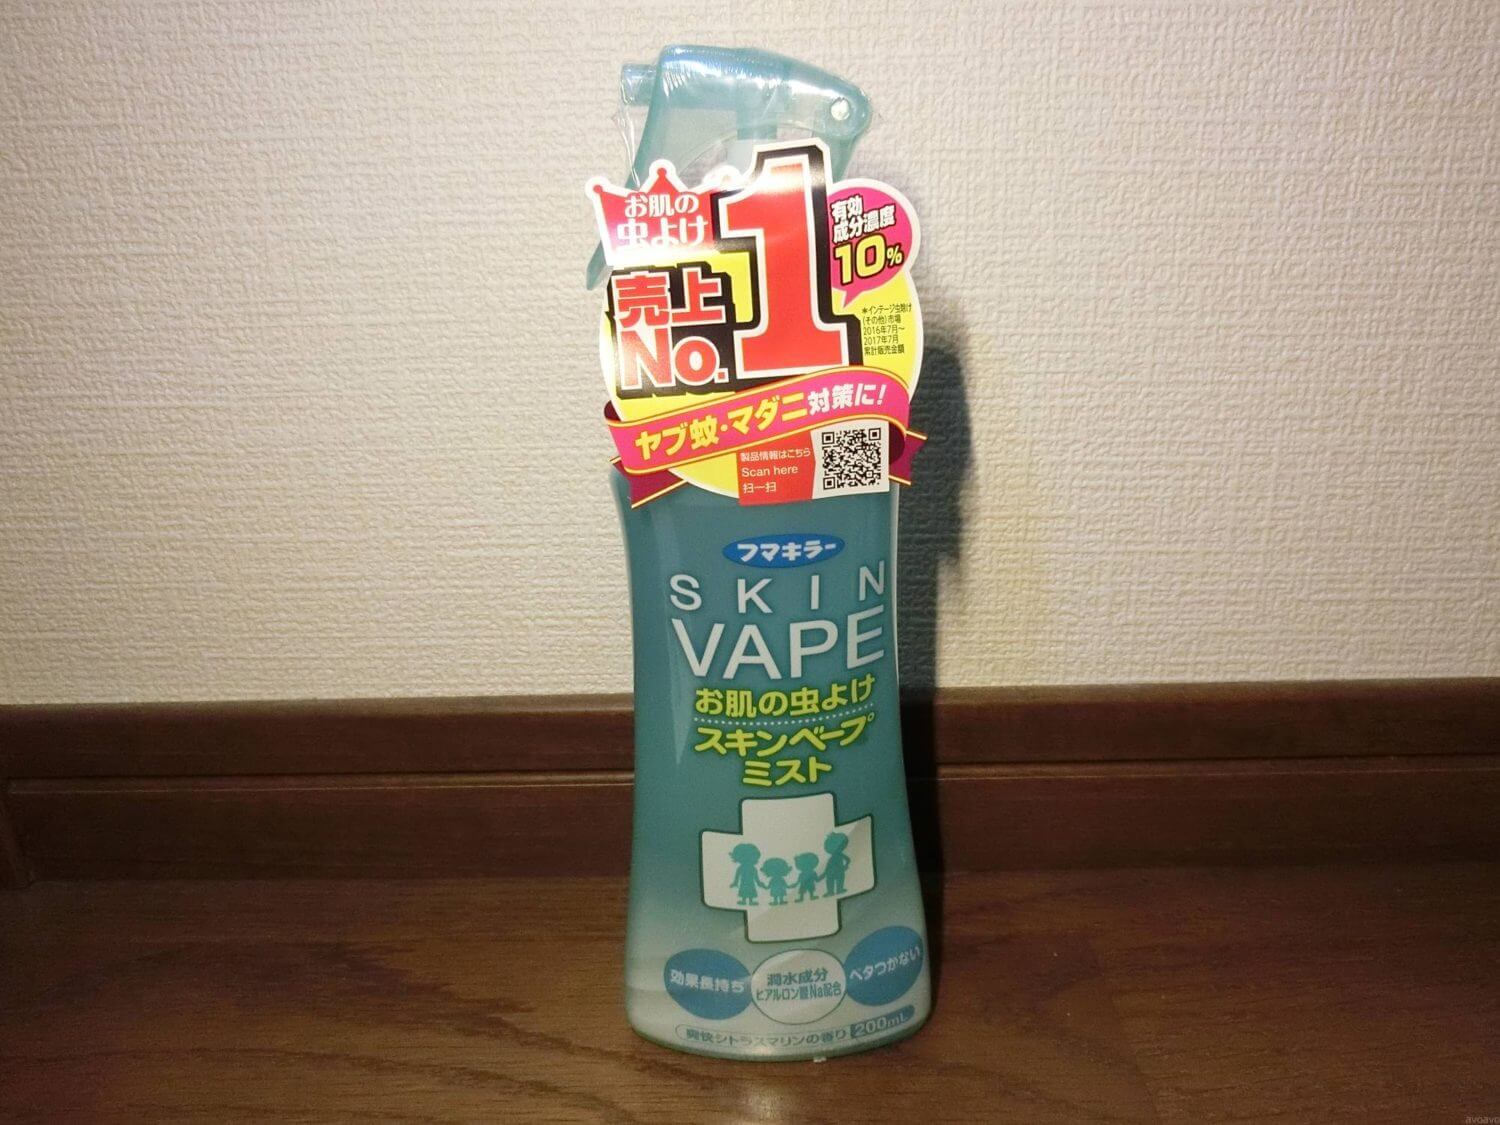 お肌の
虫よけ
売上
No.1
有効
成分濃度
10%
*インテージ虫除け
(その他)市場
2016年7月～
2017年7月
累計販売金額
ヤブ蚊・マダニ対策に!
製品情報はこちら
Scan here
扫一扫
フマキラー
SKIN
VAPE
お肌の虫よけ
スキンベープ
ミスト
効果長持ち
潤水成分
ヒアルロン酸Na配合
ベタつかない
爽快シトラスマリンの香り 200mL
avoavo